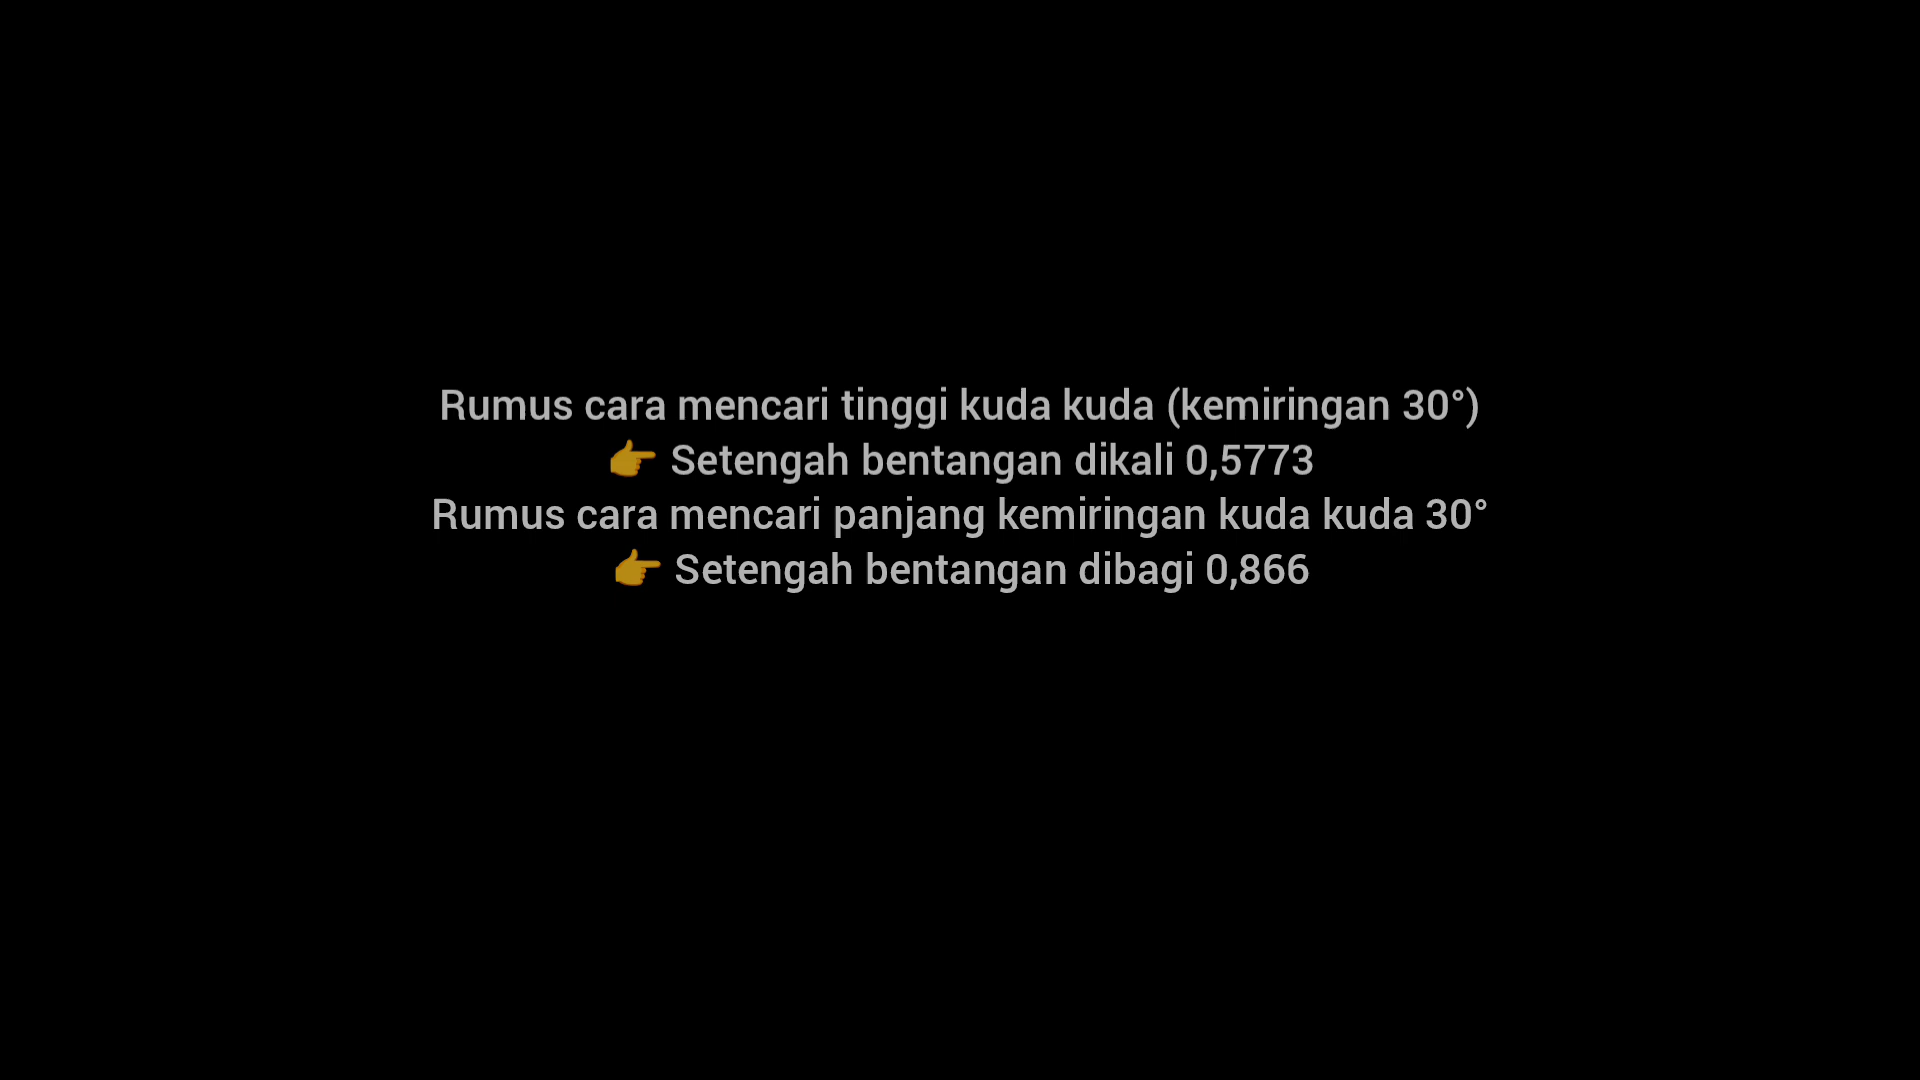 Rumus cara mencari tinggi kuda kuda (kemiringan 30°)
👉 Setengah bentangan dikali 0,5773
Rumus cara mencari panjang kemiringan kuda kuda 30°
👉 Setengah bentangan dibagi 0,866